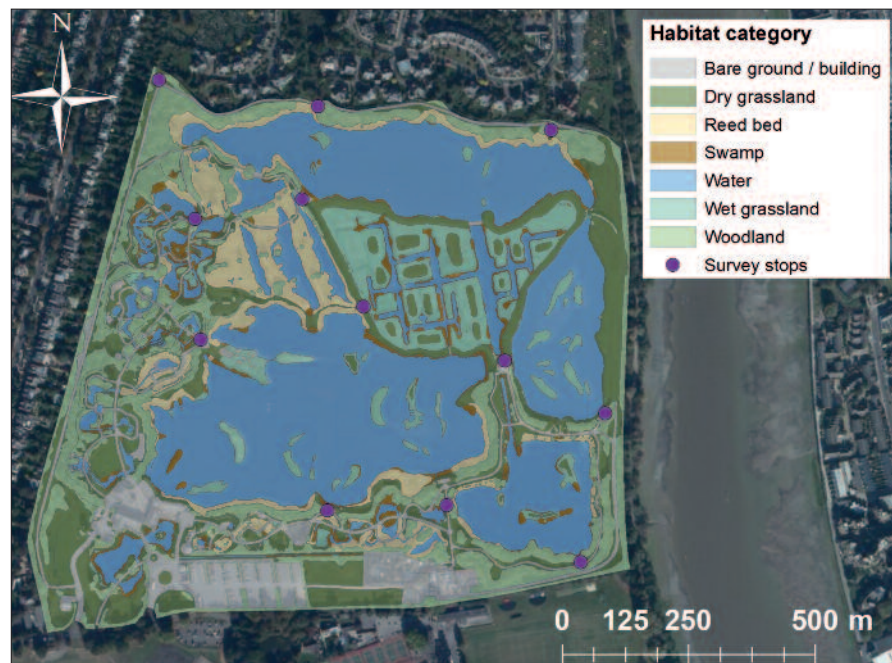 N
Habitat category
Bare ground / building
Dry grassland
Reed bed
Swamp
Water
Wet grassland
Woodland
Survey stops
0 125 250 500 m